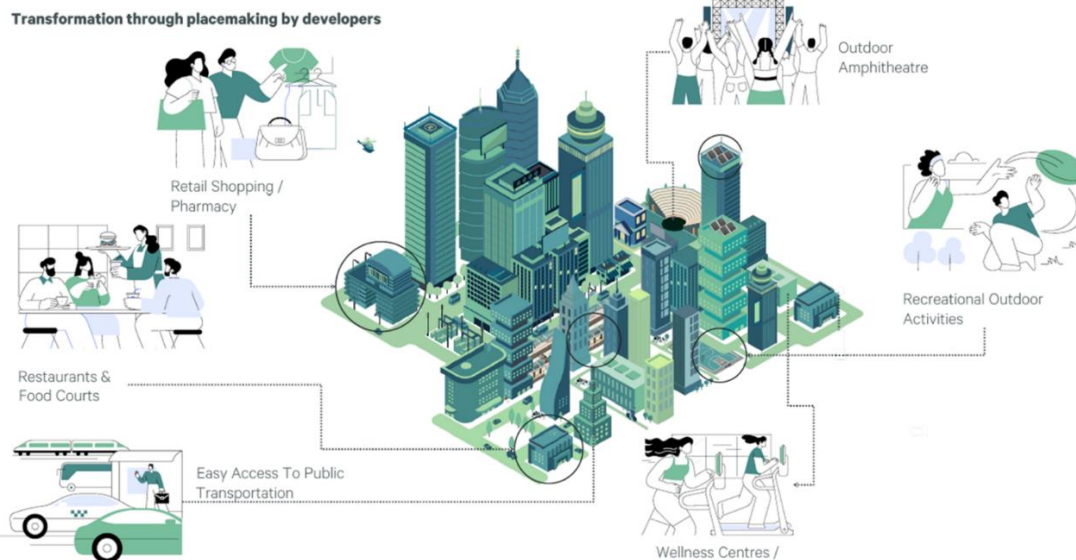 Transformation through placemaking by developers
Outdoor
Amphitheatre
Retail Shopping /
Pharmacy
Recreational Outdoor
Activities
Restaurants &
Food Courts
Easy Access To Public
Transportation
Wellness Centres /